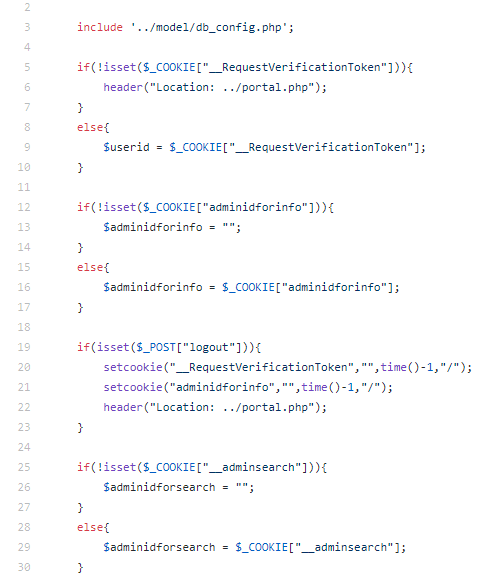 2
3 include '../model/db_config.php';
4
5 if(!isset($_COOKIE["__RequestVerificationToken"])){
6 header("Location: ../portal.php");
7 }
8 else{
9 $userid = $_COOKIE["__RequestVerificationToken"];
10 }
11
12 if(!isset($_COOKIE["adminidforinfo"])){
13 $adminidforinfo = "";
14 }
15 else{
16 $adminidforinfo = $_COOKIE["adminidforinfo"];
17 }
18
19 if(isset($_POST["logout"])){
20 setcookie("__RequestVerificationToken","",time()-1,"/");
21 setcookie("adminidforinfo","",time()-1,"/");
22 header("Location: ../portal.php");
23 }
24
25 if(!isset($_COOKIE["__adminsearch"])){
26 $adminidforsearch = "";
27 }
28 else{
29 $adminidforsearch = $_COOKIE["__adminsearch"];
30 }